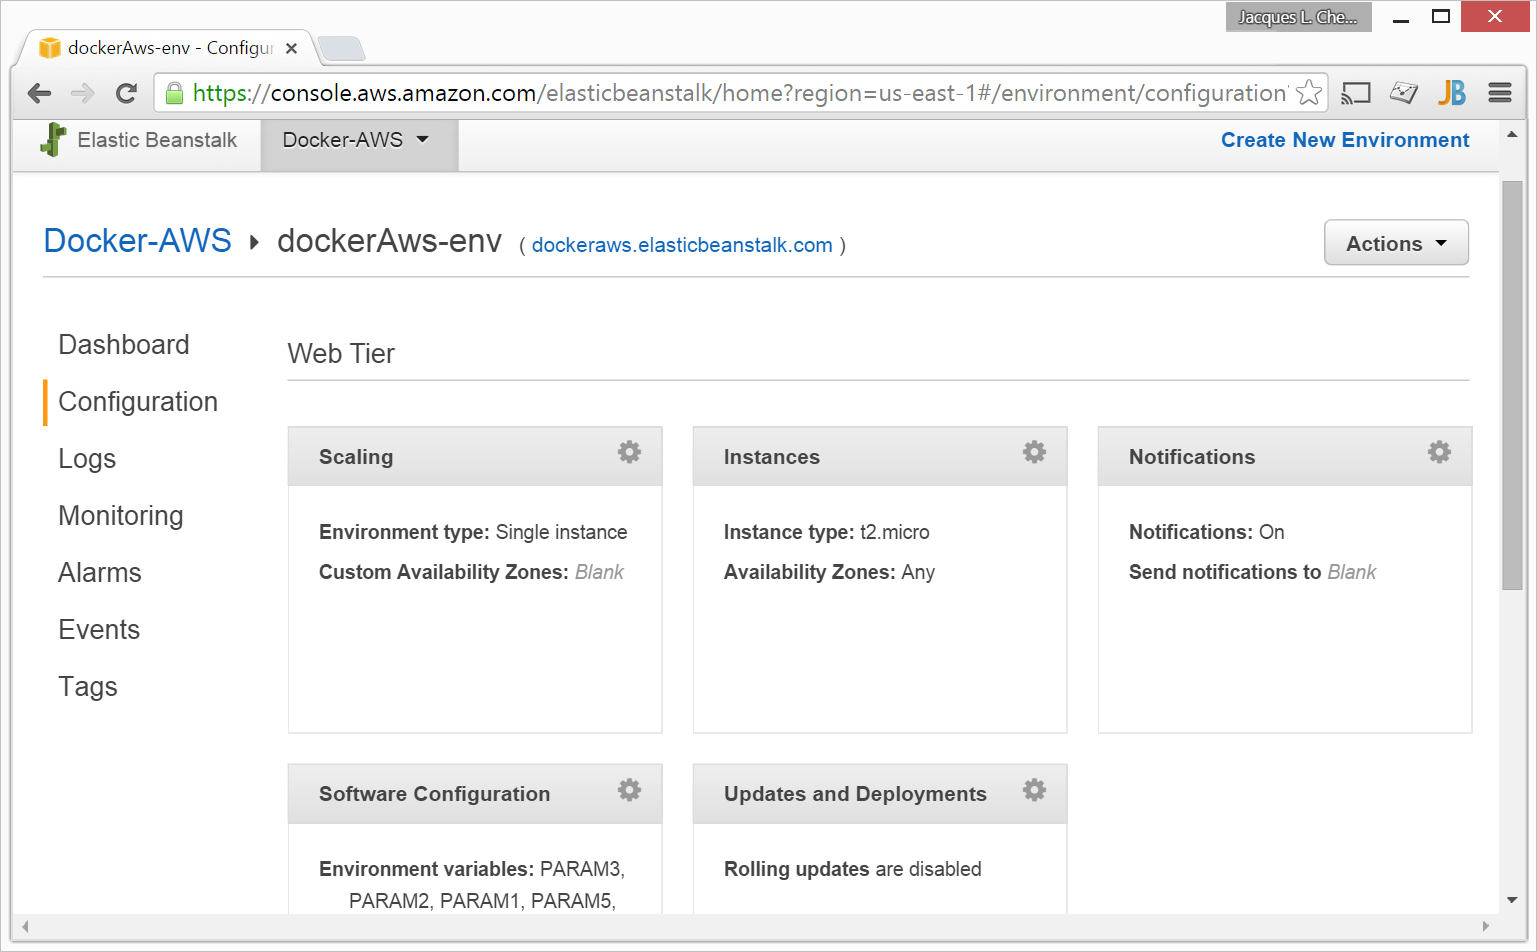 Jacques L. Che...
dockerAws-env - Configur
https://console.aws.amazon.com/elasticbeanstalk/home?region=us-east-1#/environment/configuration
JB
Elastic Beanstalk
Docker-AWS
Create New Environment
Docker-AWS
dockerAws-env
( dockeraws.elasticbeanstalk.com )
Actions
Dashboard
Configuration
Logs
Monitoring
Alarms
Events
Tags
Web Tier
Scaling
Environment type: Single instance
Custom Availability Zones: Blank
Instances
Instance type: t2.micro
Availability Zones: Any
Notifications
Notifications: On
Send notifications to Blank
Software Configuration
Environment variables: PARAM3,
PARAM2, PARAM1, PARAM5,
Updates and Deployments
Rolling updates are disabled